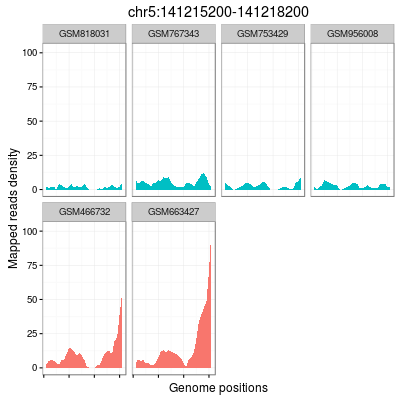 chr5:141215200-141218200
GSM818031 GSM767343 GSM753429 GSM956008
100
75
50
25
0
GSM466732 GSM663427
100
75
50
25
0
Mapped reads density
Genome positions